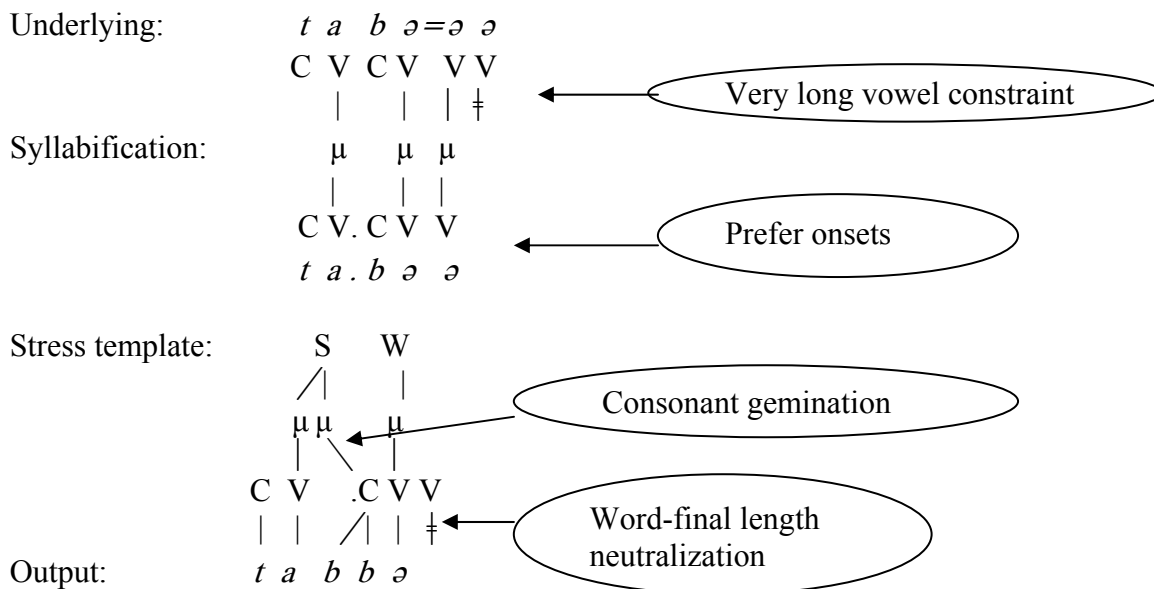 Underlying: t a b ə=ə ə
C V C V V V
Very long vowel constraint
Syllabification: μ μ μ
C V. C V V
Prefer onsets
t a . b ə ə
Stress template: S W
Consonant gemination
μ μ μ
C V .C V V
Word-final length
neutralization
Output: t a b b ə